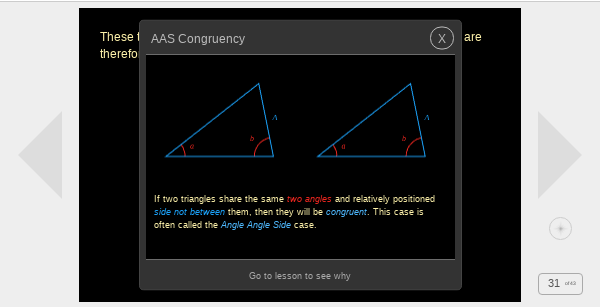 These
are
therefo
AAS Congruency
X
A
A
a
b
a
b
If two triangles share the same two angles and relatively positioned
side not between them, then they will be congruent. This case is
often called the Angle Angle Side case.
Go to lesson to see why
31 of 43